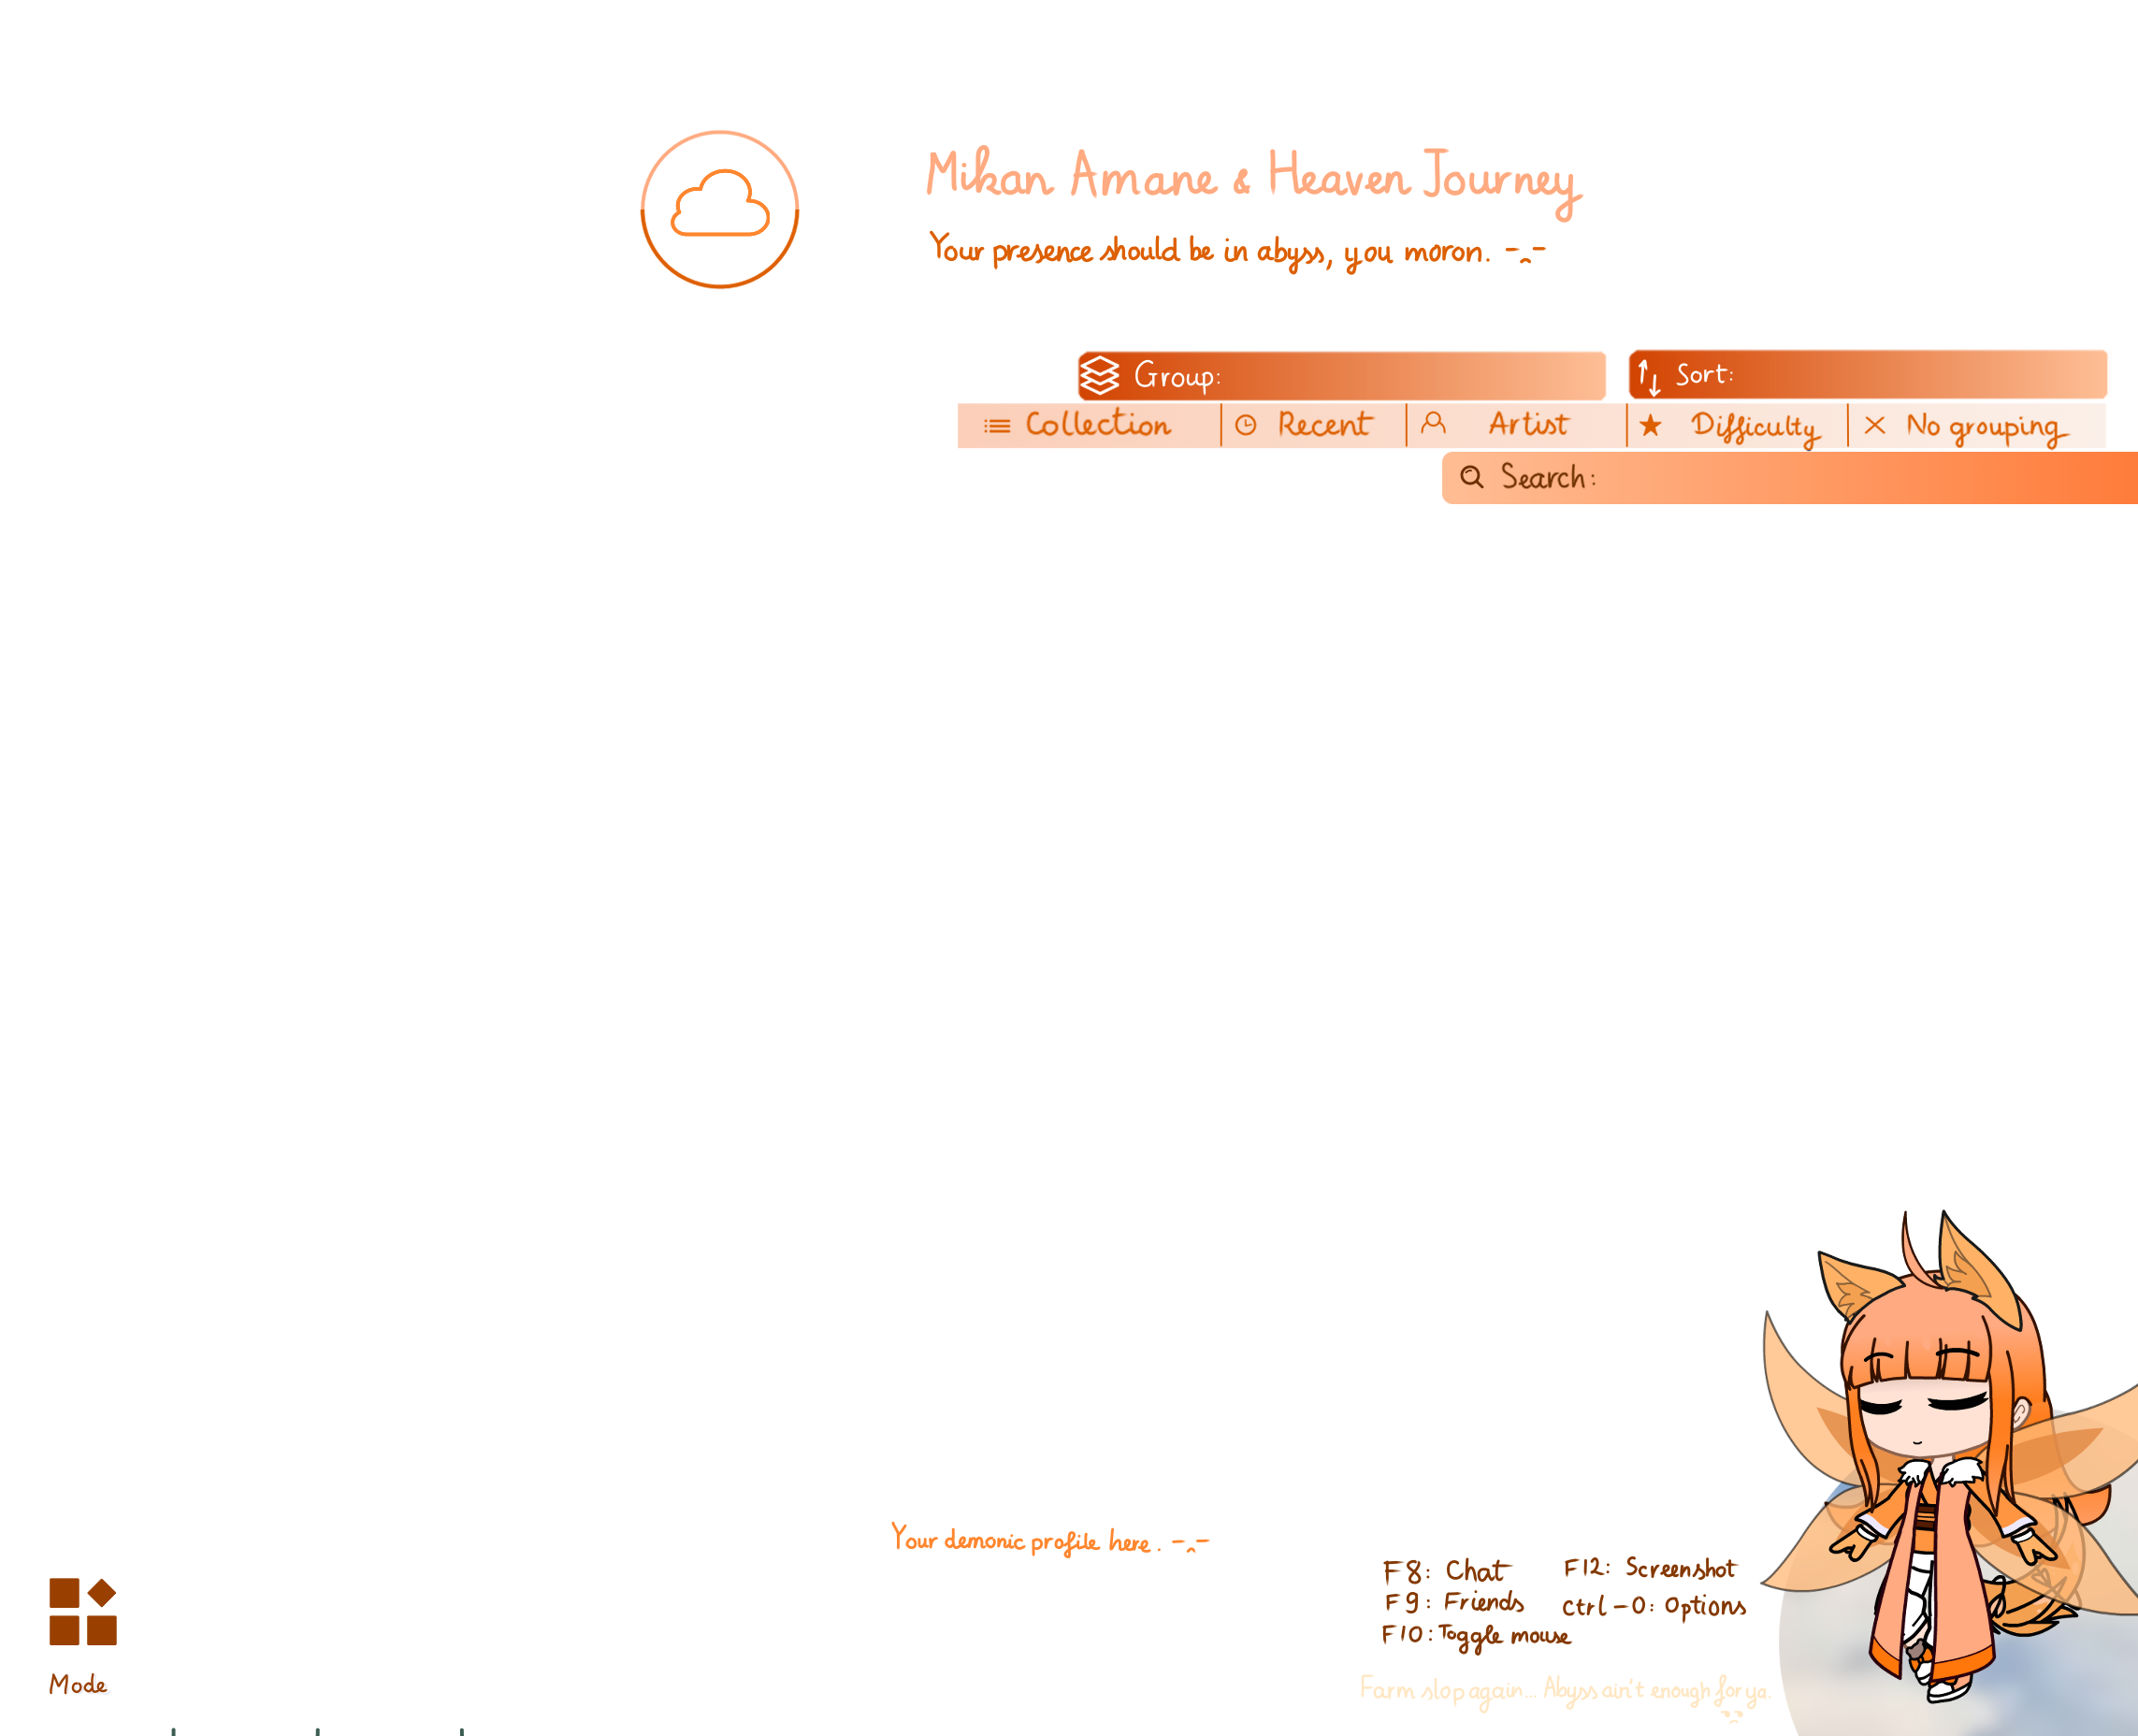 Mikan Amane & Heaven Journey
Your presence should be in abyss, you moron. -_-
Group:
Sort:
Collection
Recent
Artist
Difficulty
No grouping
Search:
Your demonic profile here. -_-
F8: Chat
F12: Screenshot
F9: Friends
ctrl-O: Options
F10: Toggle mouse
Mode
Farm slop again... Abyss ain't enough for ya.